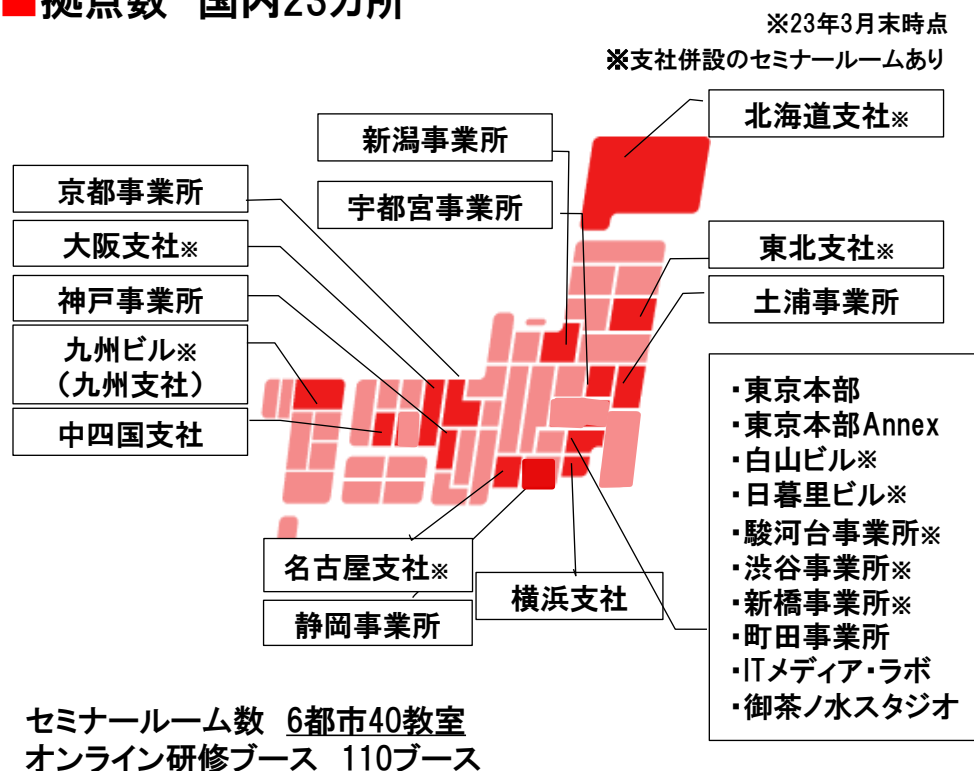 ■拠点数 国内23カ所
※23年3月末時点
※支社併設のセミナールームあり
北海道支社※
新潟事業所
京都事業所
宇都宮事業所
大阪支社※
東北支社※
神戸事業所
土浦事業所
九州ビル※
（九州支社）
中四国支社
・東京本部
・東京本部Annex
・白山ビル※
・日暮里ビル※
・駿河台事業所※
・渋谷事業所※
・新橋事業所※
・町田事業所
・ITメディア・ラボ
・御茶ノ水スタジオ
名古屋支社※
横浜支社
静岡事業所
セミナールーム数 6都市40教室
オンライン研修ブース 110ブース